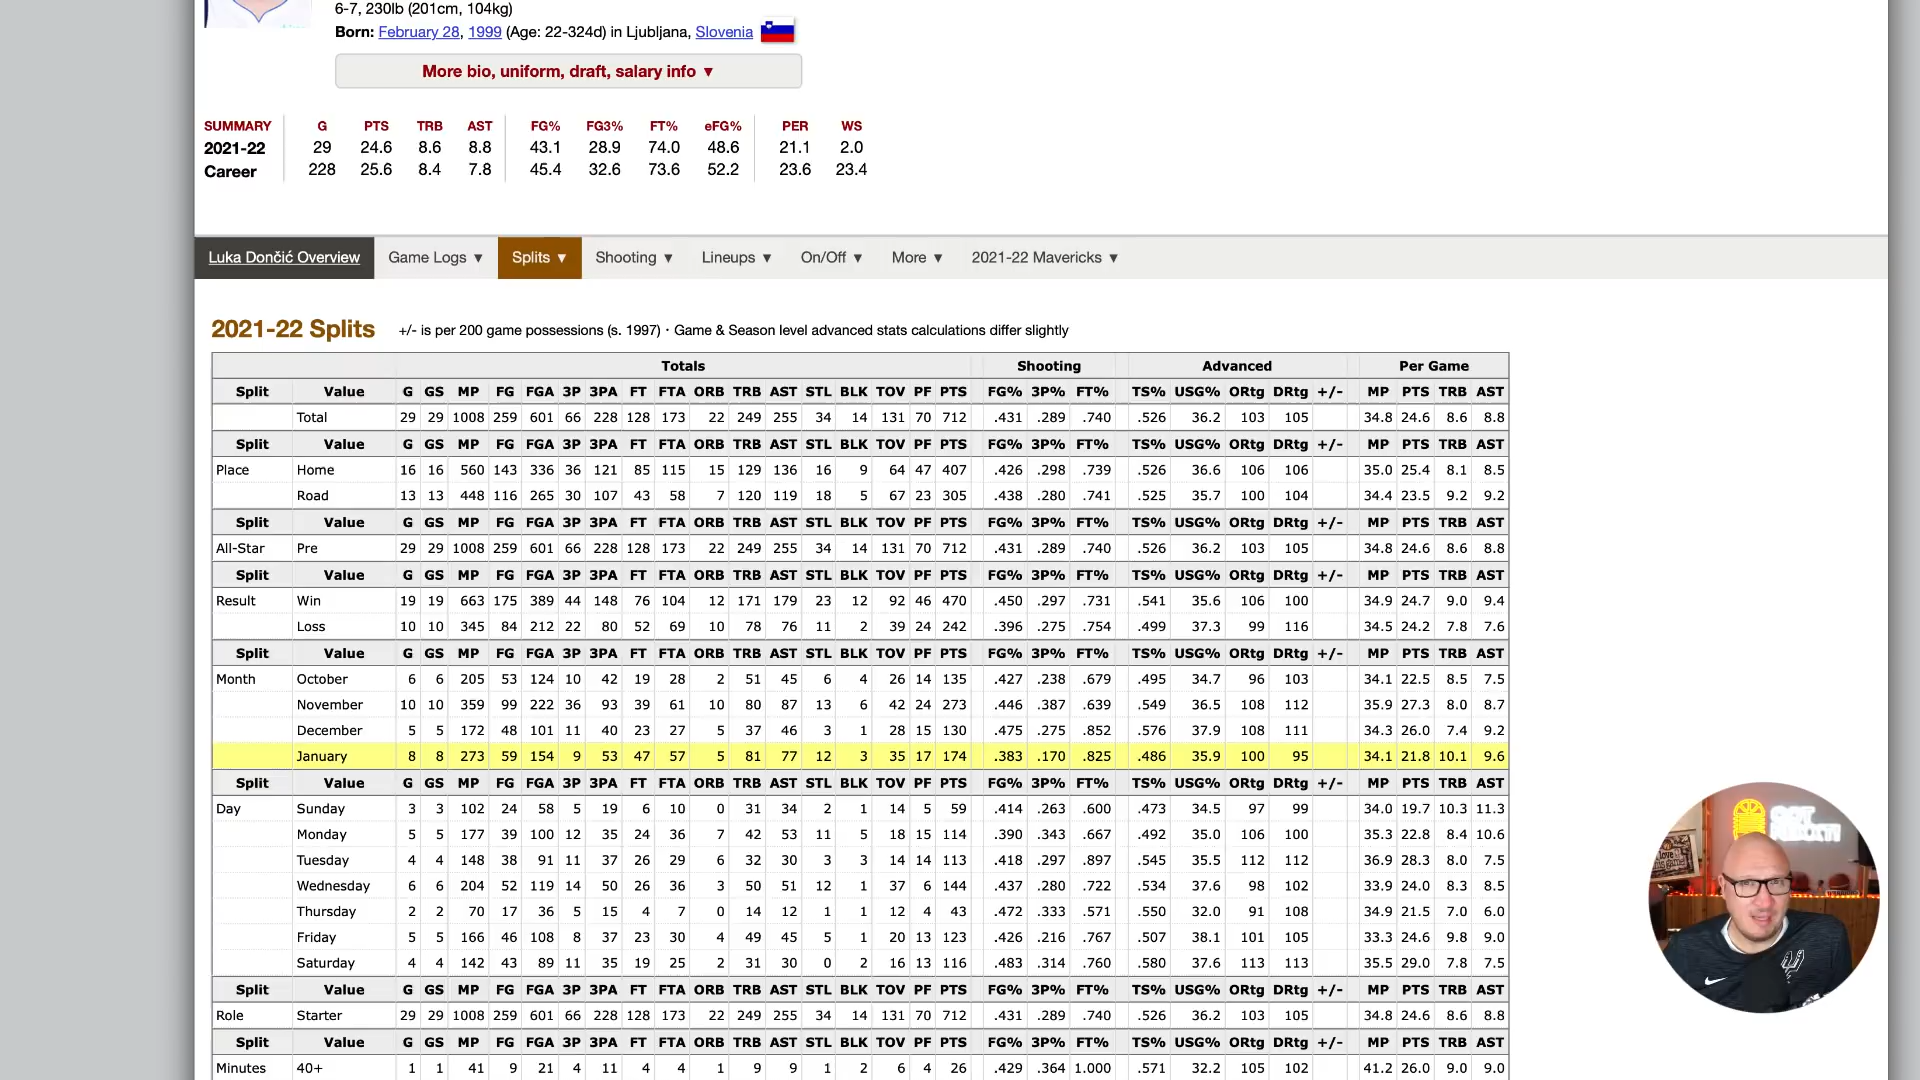 6-7, 230lb (201cm, 104kg)
Born: February 28, 1999 (Age: 22-324d) in Ljubljana, Slovenia
More bio, uniform, draft, salary info ▼
SUMMARY G PTS TRB AST FG% FG3% FT% eFG% PER WS
2021-22 29 24.6 8.6 8.8 43.1 28.9 74.0 48.6 21.1 2.0
Career 228 25.6 8.4 7.8 45.4 32.6 73.6 52.2 23.6 23.4
Luka Dončić Overview Game Logs ▼ Splits ▼ Shooting ▼ Lineups ▼ On/Off ▼ More ▼ 2021-22 Mavericks ▼
2021-22 Splits +/- is per 200 game possessions (s. 1997) · Game & Season level advanced stats calculations differ slightly
Totals Shooting Advanced Per Game
Split Value G GS MP FG FGA 3P 3PA FT FTA ORB TRB AST STL BLK TOV PF PTS FG% 3P% FT% TS% USG% ORtg DRtg +/- MP PTS TRB AST
Total 29 29 1008 259 601 66 228 128 173 22 249 255 34 14 131 70 712 .431 .289 .740 .526 36.2 103 105 34.8 24.6 8.6 8.8
Split Value G GS MP FG FGA 3P 3PA FT FTA ORB TRB AST STL BLK TOV PF PTS FG% 3P% FT% TS% USG% ORtg DRtg +/- MP PTS TRB AST
Place Home 16 16 560 143 336 36 121 85 115 15 129 136 16 9 64 47 407 .426 .298 .739 .526 36.6 106 106 35.0 25.4 8.1 8.5
Road 13 13 448 116 265 30 107 43 58 7 120 119 18 5 67 23 305 .438 .280 .741 .525 35.7 100 104 34.4 23.5 9.2 9.2
Split Value G GS MP FG FGA 3P 3PA FT FTA ORB TRB AST STL BLK TOV PF PTS FG% 3P% FT% TS% USG% ORtg DRtg +/- MP PTS TRB AST
All-Star Pre 29 29 1008 259 601 66 228 128 173 22 249 255 34 14 131 70 712 .431 .289 .740 .526 36.2 103 105 34.8 24.6 8.6 8.8
Split Value G GS MP FG FGA 3P 3PA FT FTA ORB TRB AST STL BLK TOV PF PTS FG% 3P% FT% TS% USG% ORtg DRtg +/- MP PTS TRB AST
Result Win 19 19 663 175 389 44 148 76 104 12 171 179 23 12 92 46 470 .450 .297 .731 .541 35.6 106 100 34.9 24.7 9.0 9.4
Loss 10 10 345 84 212 22 80 52 69 10 78 76 11 2 39 24 242 .396 .275 .754 .499 37.3 99 116 34.5 24.2 7.8 7.6
Split Value G GS MP FG FGA 3P 3PA FT FTA ORB TRB AST STL BLK TOV PF PTS FG% 3P% FT% TS% USG% ORtg DRtg +/- MP PTS TRB AST
Month October 6 6 205 53 124 10 42 19 28 2 51 45 6 4 26 14 135 .427 .238 .679 .495 34.7 96 103 34.1 22.5 8.5 7.5
November 10 10 359 99 222 36 93 39 61 10 80 87 13 6 42 24 273 .446 .387 .639 .549 36.5 108 112 35.9 27.3 8.0 8.7
December 5 5 172 48 101 11 40 23 27 5 37 46 3 1 28 15 130 .475 .275 .852 .576 37.9 108 111 34.3 26.0 7.4 9.2
January 8 8 273 59 154 9 53 47 57 5 81 77 12 3 35 17 174 .383 .170 .825 .486 35.9 100 95 34.1 21.8 10.1 9.6
Split Value G GS MP FG FGA 3P 3PA FT FTA ORB TRB AST STL BLK TOV PF PTS FG% 3P% FT% TS% USG% ORtg DRtg +/- MP PTS TRB AST
Day Sunday 3 3 102 24 58 5 19 6 10 0 31 34 2 1 14 5 59 .414 .263 .600 .473 34.5 97 99 34.0 19.7 10.3 11.3
Monday 5 5 177 39 100 12 35 24 36 7 42 53 11 5 18 15 114 .390 .343 .667 .492 35.0 106 100 35.3 22.8 8.4 10.6
Tuesday 4 4 148 38 91 11 37 26 29 6 32 30 3 3 14 14 113 .418 .297 .897 .545 35.5 112 112 36.9 28.3 8.0 7.5
Wednesday 6 6 204 52 119 14 50 26 36 3 50 51 12 1 37 6 144 .437 .280 .722 .534 37.6 98 102 33.9 24.0 8.3 8.5
Thursday 2 2 70 17 36 5 15 4 7 0 14 12 1 1 12 4 43 .472 .333 .571 .550 32.0 91 108 34.9 21.5 7.0 6.0
Friday 5 5 166 46 108 8 37 23 30 4 49 45 5 1 20 13 123 .426 .216 .767 .507 38.1 101 105 33.3 24.6 9.8 9.0
Saturday 4 4 142 43 89 11 35 19 25 2 31 30 0 2 16 13 116 .483 .314 .760 .580 37.6 113 113 35.5 29.0 7.8 7.5
Split Value G GS MP FG FGA 3P 3PA FT FTA ORB TRB AST STL BLK TOV PF PTS FG% 3P% FT% TS% USG% ORtg DRtg +/- MP PTS TRB AST
Role Starter 29 29 1008 259 601 66 228 128 173 22 249 255 34 14 131 70 712 .431 .289 .740 .526 36.2 103 105 34.8 24.6 8.6 8.8
Split Value G GS MP FG FGA 3P 3PA FT FTA ORB TRB AST STL BLK TOV PF PTS FG% 3P% FT% TS% USG% ORtg DRtg +/- MP PTS TRB AST
Minutes 40+ 1 1 41 9 21 4 11 4 4 1 9 9 1 2 6 4 26 .429 .364 1.000 .571 32.2 105 102 41.2 26.0 9.0 9.0